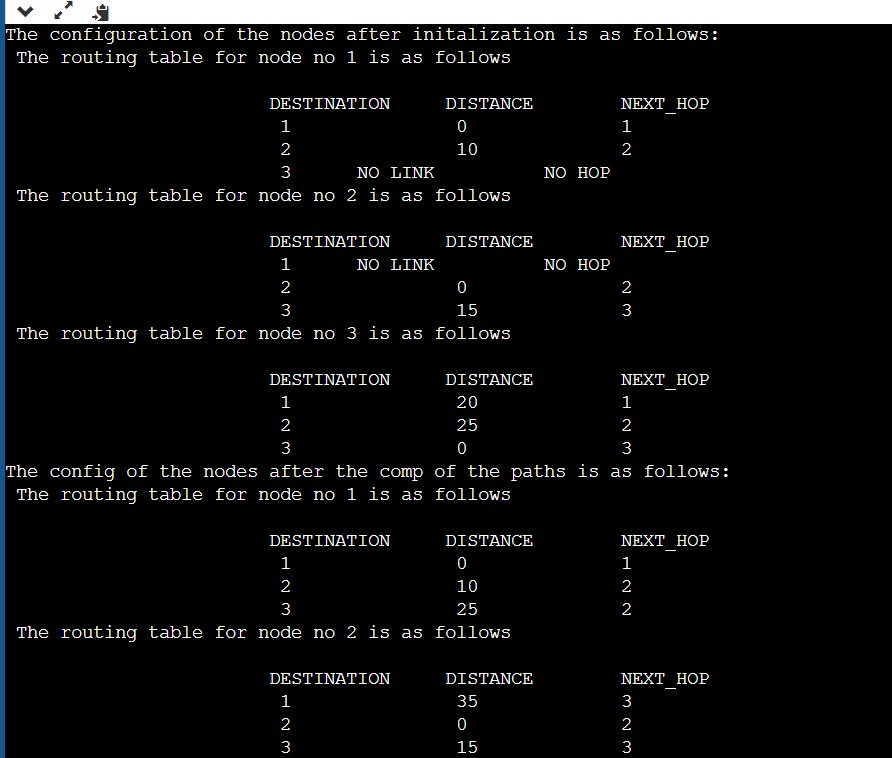 The configuration of the nodes after initalization is as follows:
The routing table for node no 1 is as follows
DESTINATION DISTANCE NEXT_HOP
1 0 1
2 10 2
3 NO LINK NO HOP
The routing table for node no 2 is as follows
DESTINATION DISTANCE NEXT_HOP
1 NO LINK NO HOP
2 0 2
3 15 3
The routing table for node no 3 is as follows
DESTINATION DISTANCE NEXT_HOP
1 20 1
2 25 2
3 0 3
The config of the nodes after the comp of the paths is as follows:
The routing table for node no 1 is as follows
DESTINATION DISTANCE NEXT_HOP
1 0 1
2 10 2
3 25 2
The routing table for node no 2 is as follows
DESTINATION DISTANCE NEXT_HOP
1 35 3
2 0 2
3 15 3